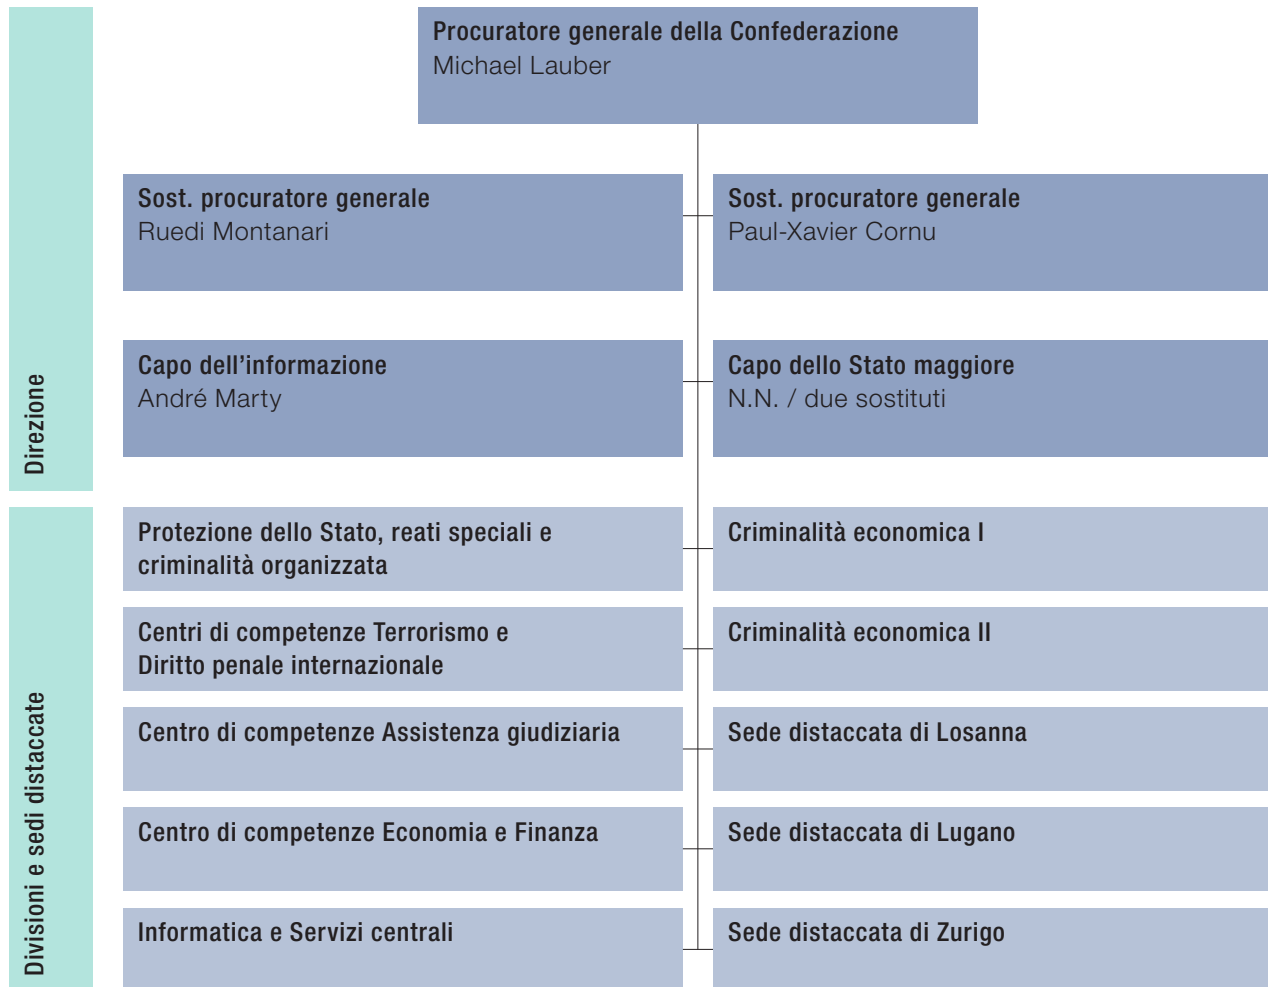 Procuratore generale della Confederazione
Michael Lauber
Sost. procuratore generale
Ruedi Montanari
Sost. procuratore generale
Paul-Xavier Cornu
Capo dell’informazione
André Marty
Capo dello Stato maggiore
N.N. / due sostituti
Direzione
Protezione dello Stato, reati speciali e
criminalità organizzata
Criminalità economica I
Centri di competenze Terrorismo e
Diritto penale internazionale
Criminalità economica II
Centro di competenze Assistenza giudiziaria
Sede distaccata di Losanna
Centro di competenze Economia e Finanza
Sede distaccata di Lugano
Informatica e Servizi centrali
Sede distaccata di Zurigo
Divisioni e sedi distaccate